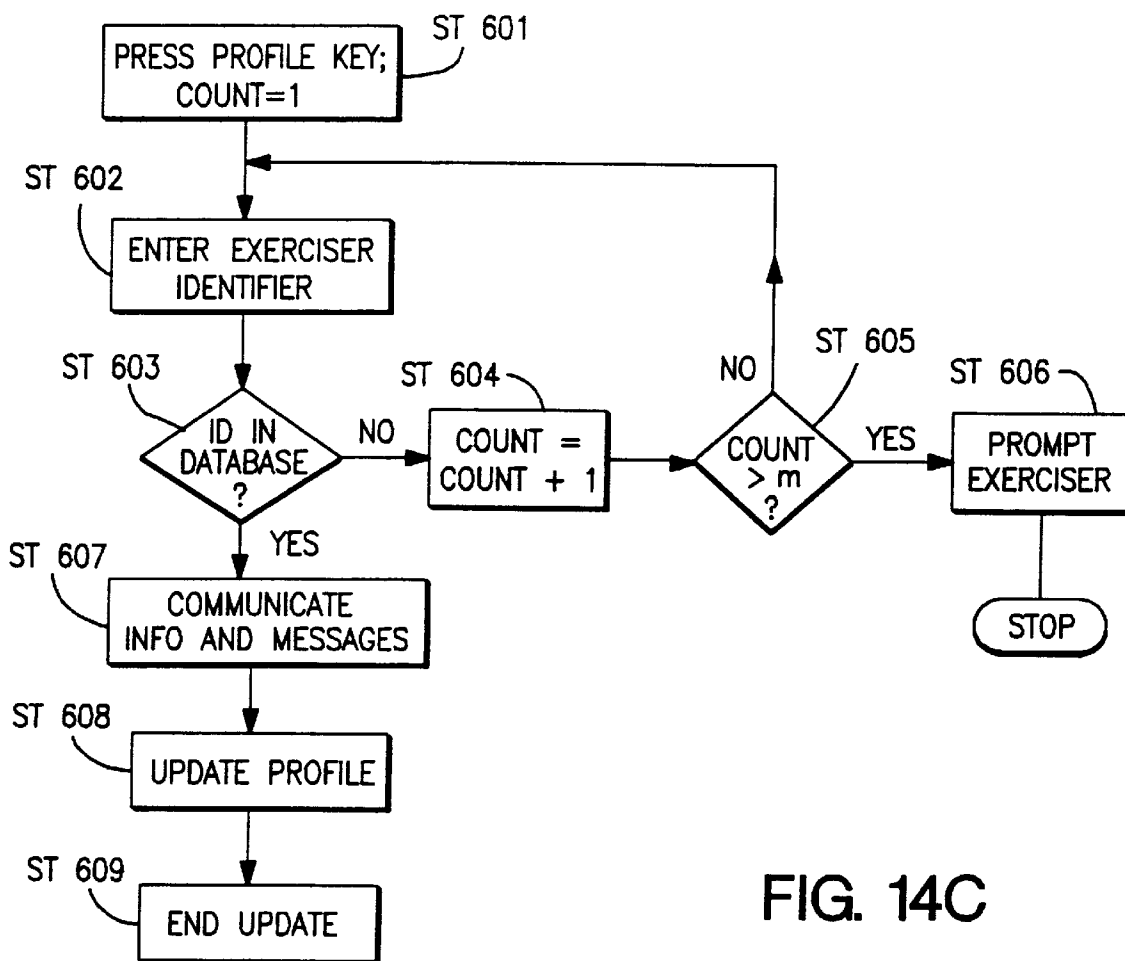 ST 601
PRESS PROFILE KEY;
COUNT=1
ST 602
ENTER EXERCISER
IDENTIFIER
ST 603
ID IN
DATABASE
?
NO
YES
ST 604
COUNT =
COUNT + 1
ST 605
NO
COUNT
> m
?
YES
ST 606
PROMPT
EXERCISER
STOP
ST 607
COMMUNICATE
INFO AND MESSAGES
ST 608
UPDATE PROFILE
ST 609
END UPDATE
FIG. 14C